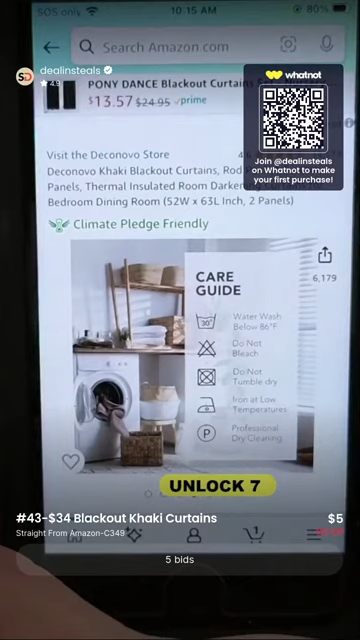 SOS only
10:15 AM
80%
Search Amazon.com
dealinsteals
whatnot
PONY DANCE Blackout Curtains
$13.57 $24.95 prime
Join @dealinsteals
on Whatnot to make
your first purchase!
Visit the Deconovo Store
Deconovo Khaki Blackout Curtains, Rod
Panels, Thermal Insulated Room
Bedroom Dining Room (52W x 63L Inch, 2 Panels)
Climate Pledge Friendly
CARE
GUIDE
30°
Water Wash
Below 86°F
Do Not
Bleach
Do Not
Tumble dry
Iron at Low
Temperatures
P
Professional
Dry Cleaning
6,179
UNLOCK 7
#43-$34 Blackout Khaki Curtains
$5
Straight From Amazon-C349
1
5 bids